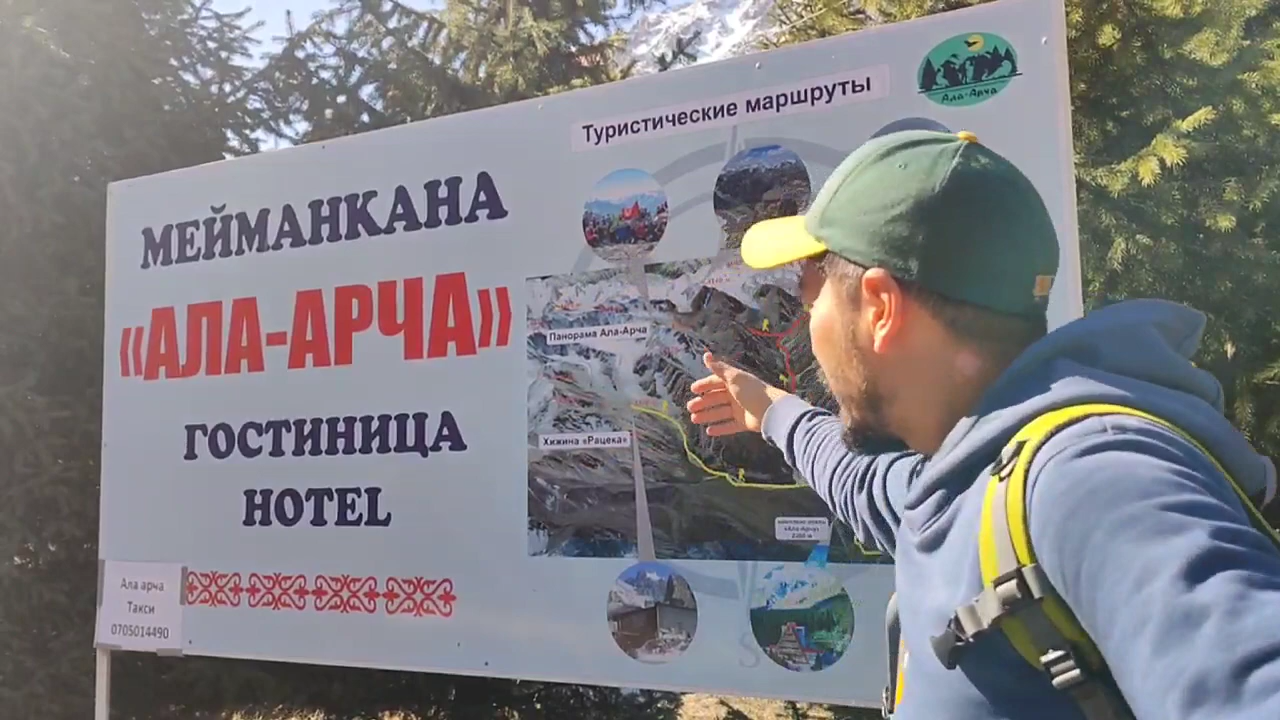 МЕЙМАНКАНА
«АЛА-АРЧА»
ГОСТИНИЦА
HOTEL
Ала арча
Такси
0705014490
Туристические маршруты
Ала-Арча
Панорама Ала-Арча
Хижина «Рацека»